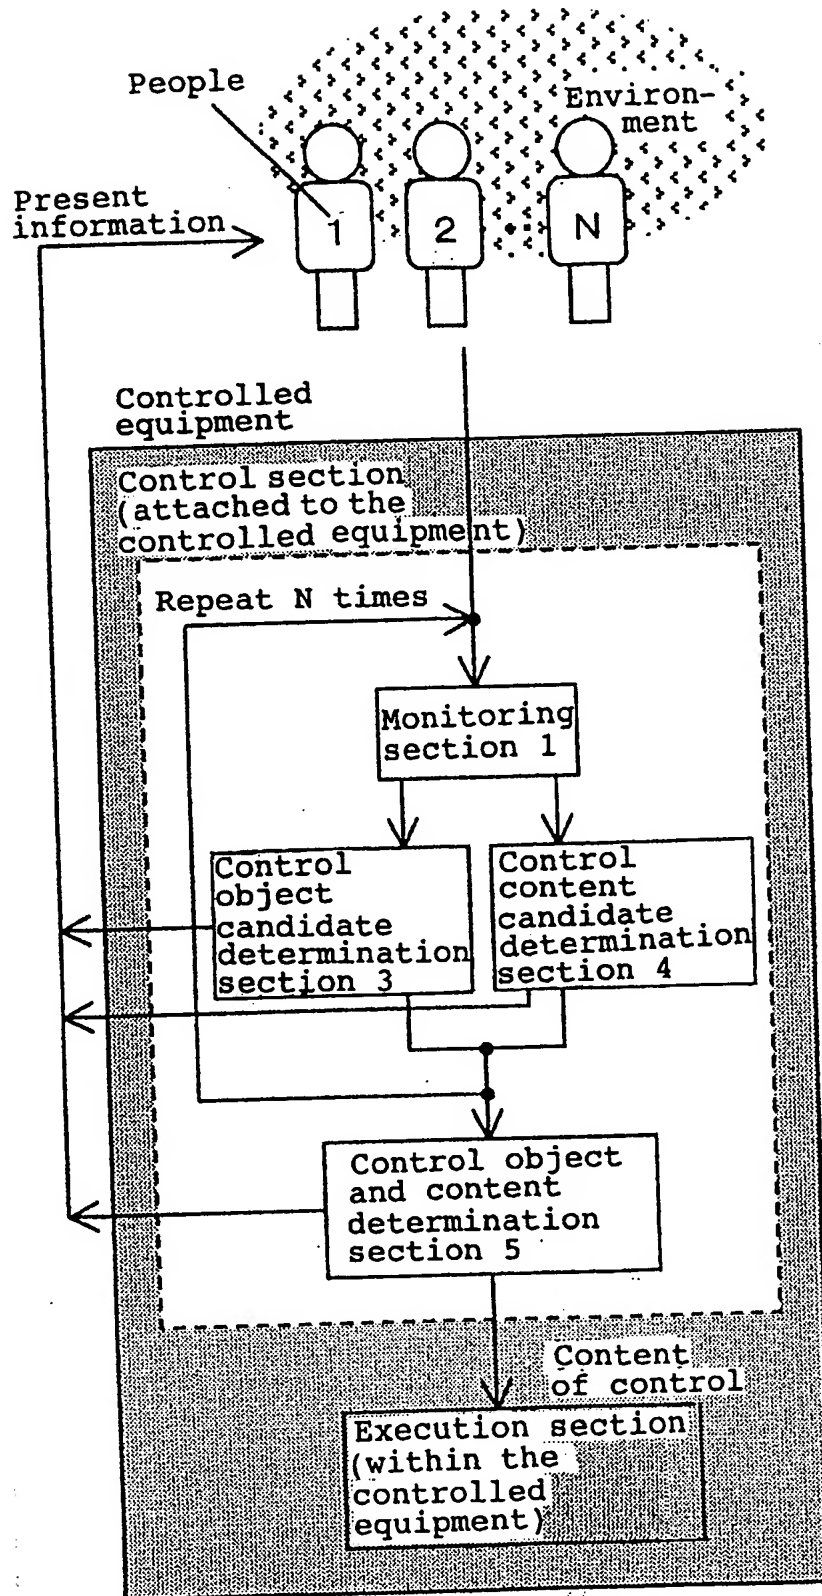 People
Environ-
ment
Present
information
1
2
N
Controlled
equipment
Control section
(attached to the
controlled equipment)
Repeat N times
Monitoring
section 1
Control
object
candidate
determination
section 3
Control
content
candidate
determination
section 4
Control object
and content
determination
section 5
Content
of control
Execution section
(within the
controlled
equipment)